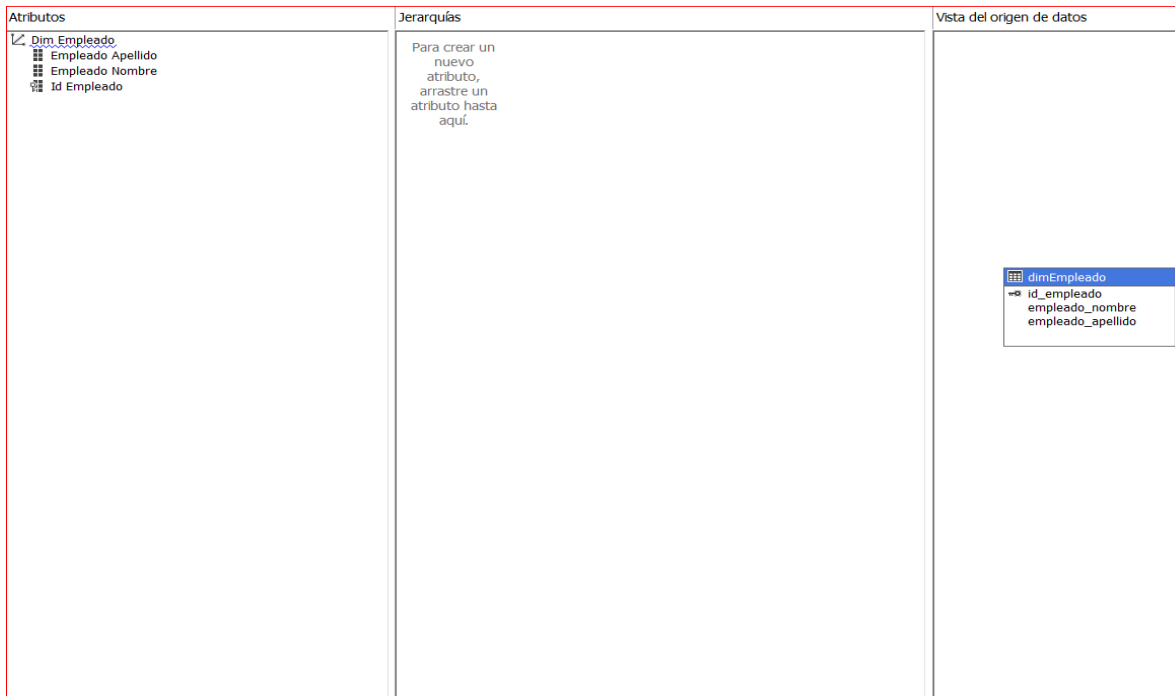 Atributos
Dim Empleado
Empleado Apellido
Empleado Nombre
Id Empleado
Jerarquías
Para crear un
nuevo
atributo,
arrastre un
atributo hasta
aquí.
Vista del origen de datos
dimEmpleado
id_empleado
empleado_nombre
empleado_apellido